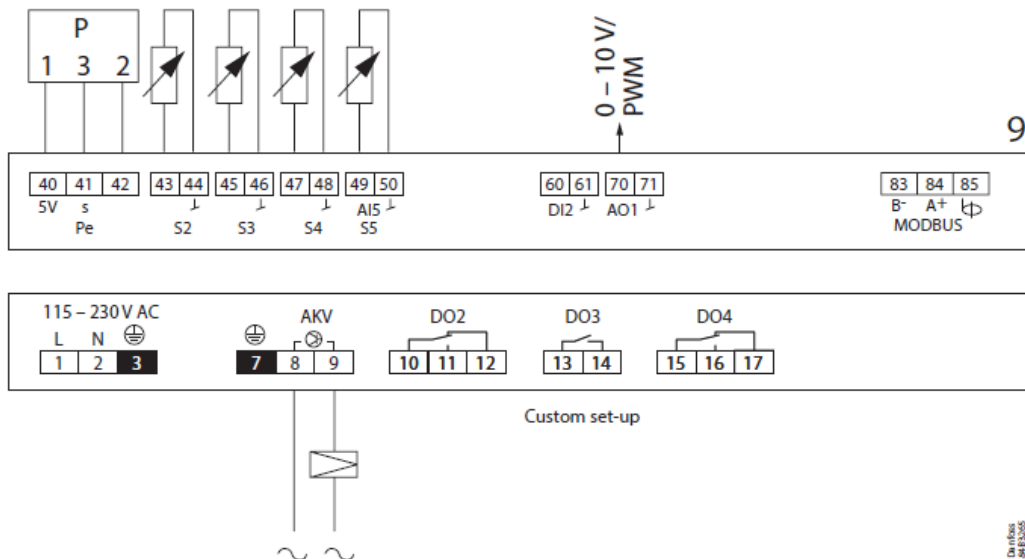 P
1 3 2
0 – 10 V/
PWM
9
40 41 42 43 44 45 46 47 48 49 50 60 61 70 71 83 84 85
5V s AI5 DI2 AO1 B- A+
Pe S2 S3 S4 S5 MODBUS
115 – 230 V AC AKV DO2 DO3 DO4
L N
1 2 3 7 8 9 10 11 12 13 14 15 16 17
Custom set-up
Danfoss